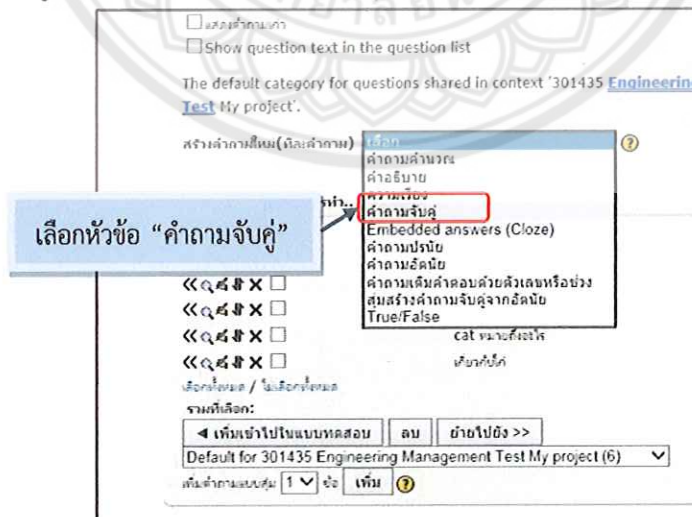 แสดงคำถามเก่า
Show question text in the question list
The default category for questions shared in context '301435 Engineering
Test My project'.
สร้างคำถามใหม่(ทีละคำถาม)
เลือก
คำถามคำนวณ
คำอธิบาย
ความเรียง
คำถามจับคู่
Embedded answers (Cloze)
คำถามปรนัย
คำถามอัตนัย
คำถามเติมคำตอบด้วยตัวเลขหรือช่วง
สุ่มสร้างคำถามจับคู่จากอัตนัย
True/False
เลือกหัวข้อ “คำถามจับคู่”
cat หมายถึงอะไร
เลือกทั้งหมด / ไม่เลือกทั้งหมด
รวมที่เลือก:
◄ เพิ่มเข้าไปในแบบทดสอบ ลบ ย้ายไปยัง >>
Default for 301435 Engineering Management Test My project (6)
เพิ่มคำถามแบบสุ่ม 1 ข้อ เพิ่ม